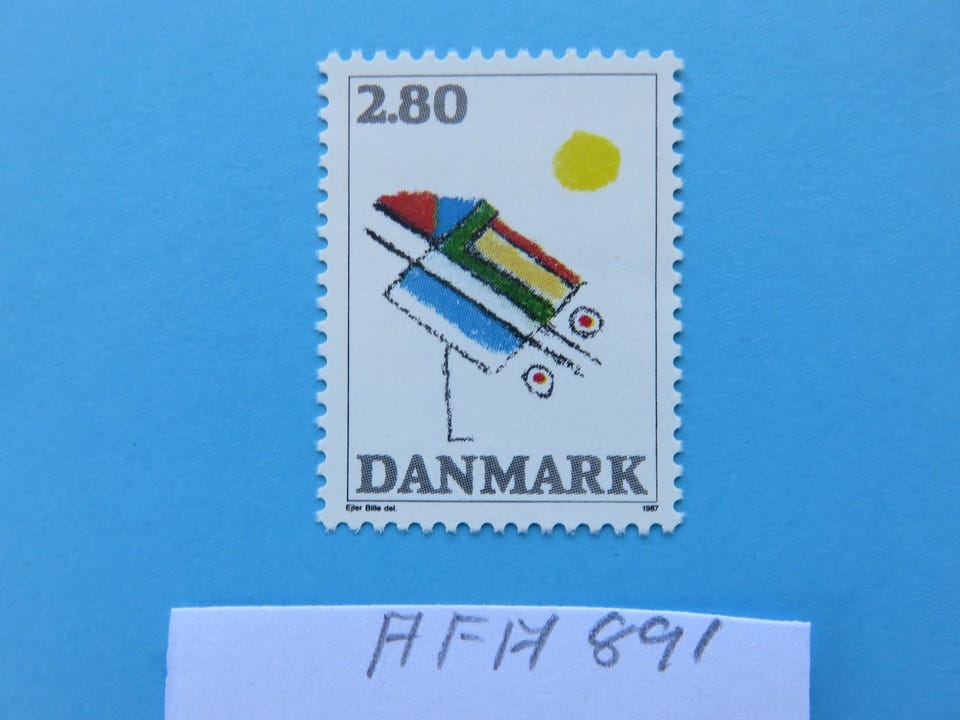 2.80
DANMARK
Ejler Bille del. 1987
AFA 891